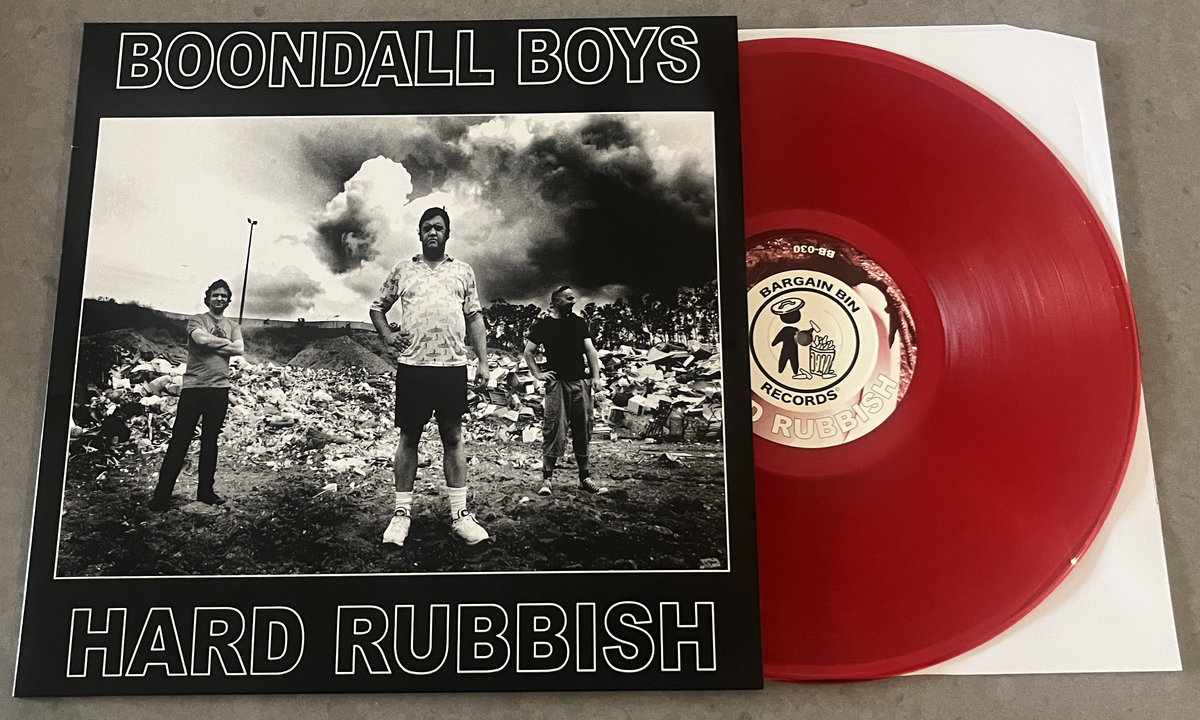 BOONDALL BOYS
HARD RUBBISH
BB-030
BARGAIN BIN
RECORDS
D RUBBISH